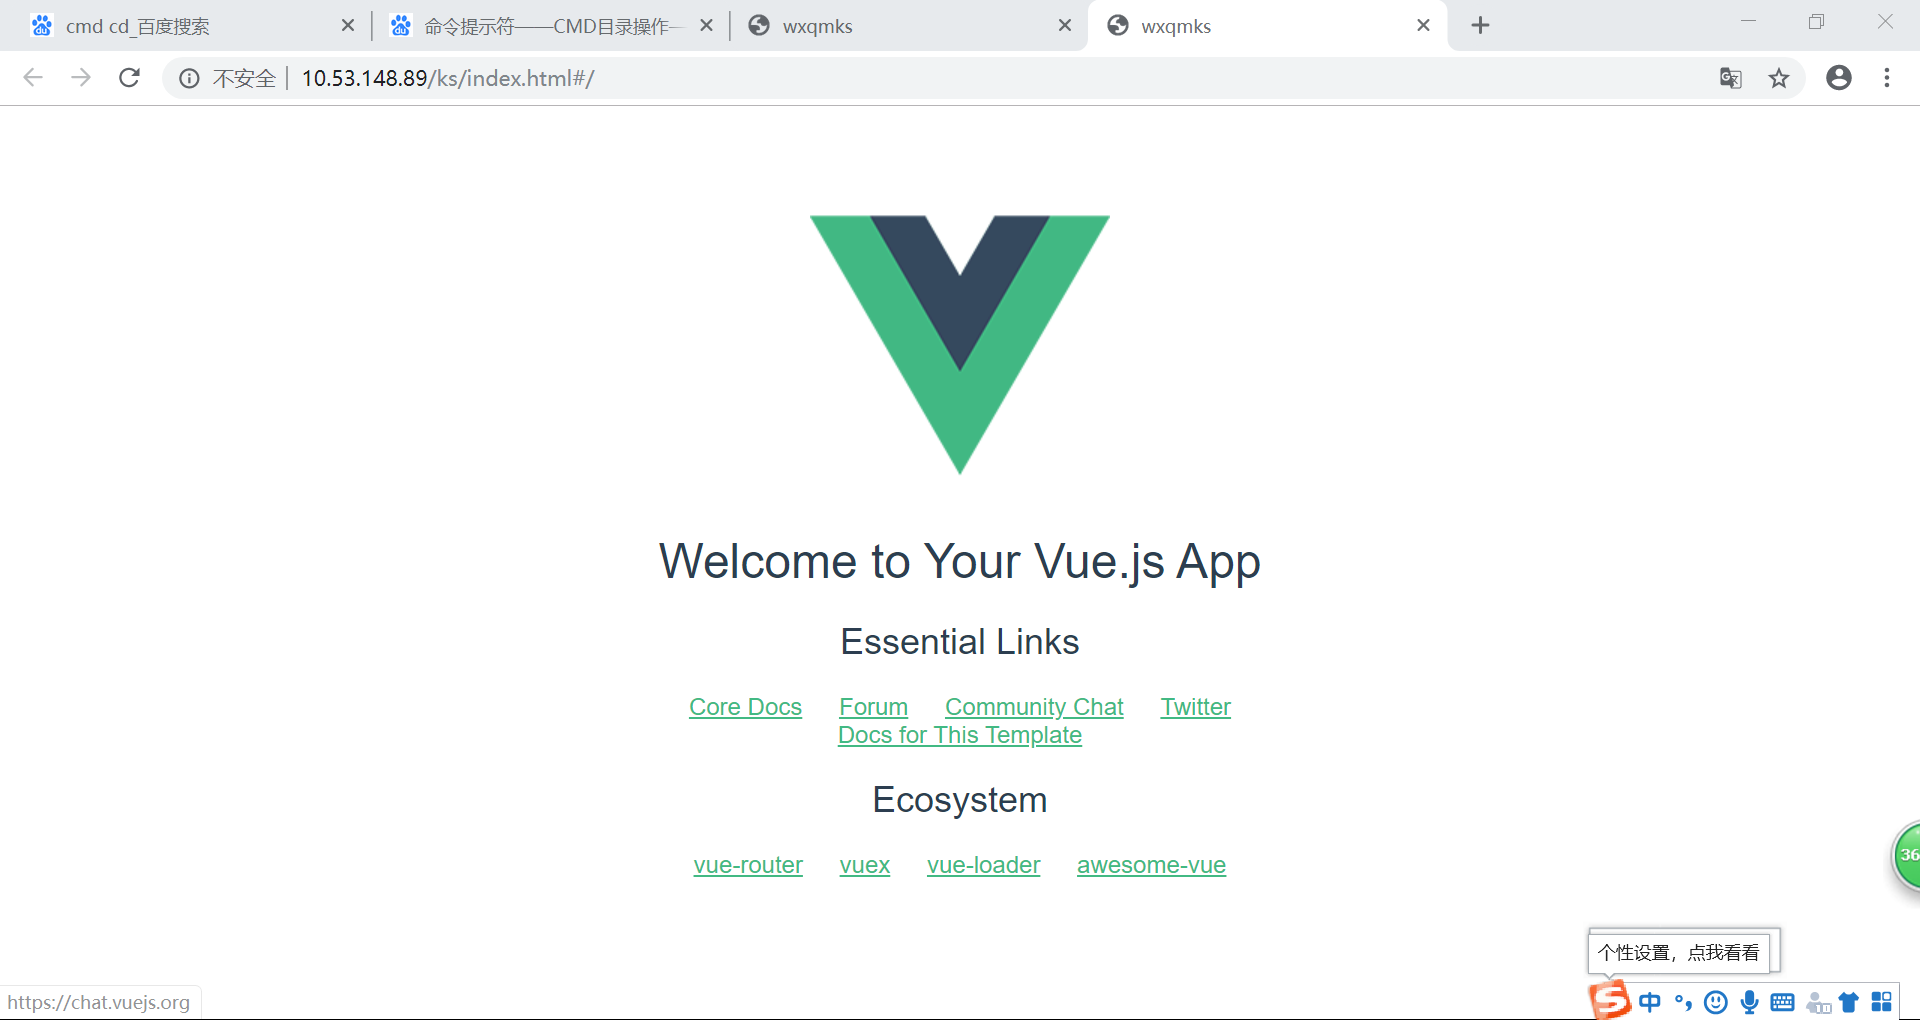 cmd cd_百度搜索
命令提示符——CMD目录操作—
wxqmks
wxqmks
不安全
10.53.148.89/ks/index.html#/
Welcome to Your Vue.js App
Essential Links
Core Docs Forum Community Chat Twitter
Docs for This Template
Ecosystem
vue-router vuex vue-loader awesome-vue
36
个性设置，点我看看
https://chat.vuejs.org
S 中